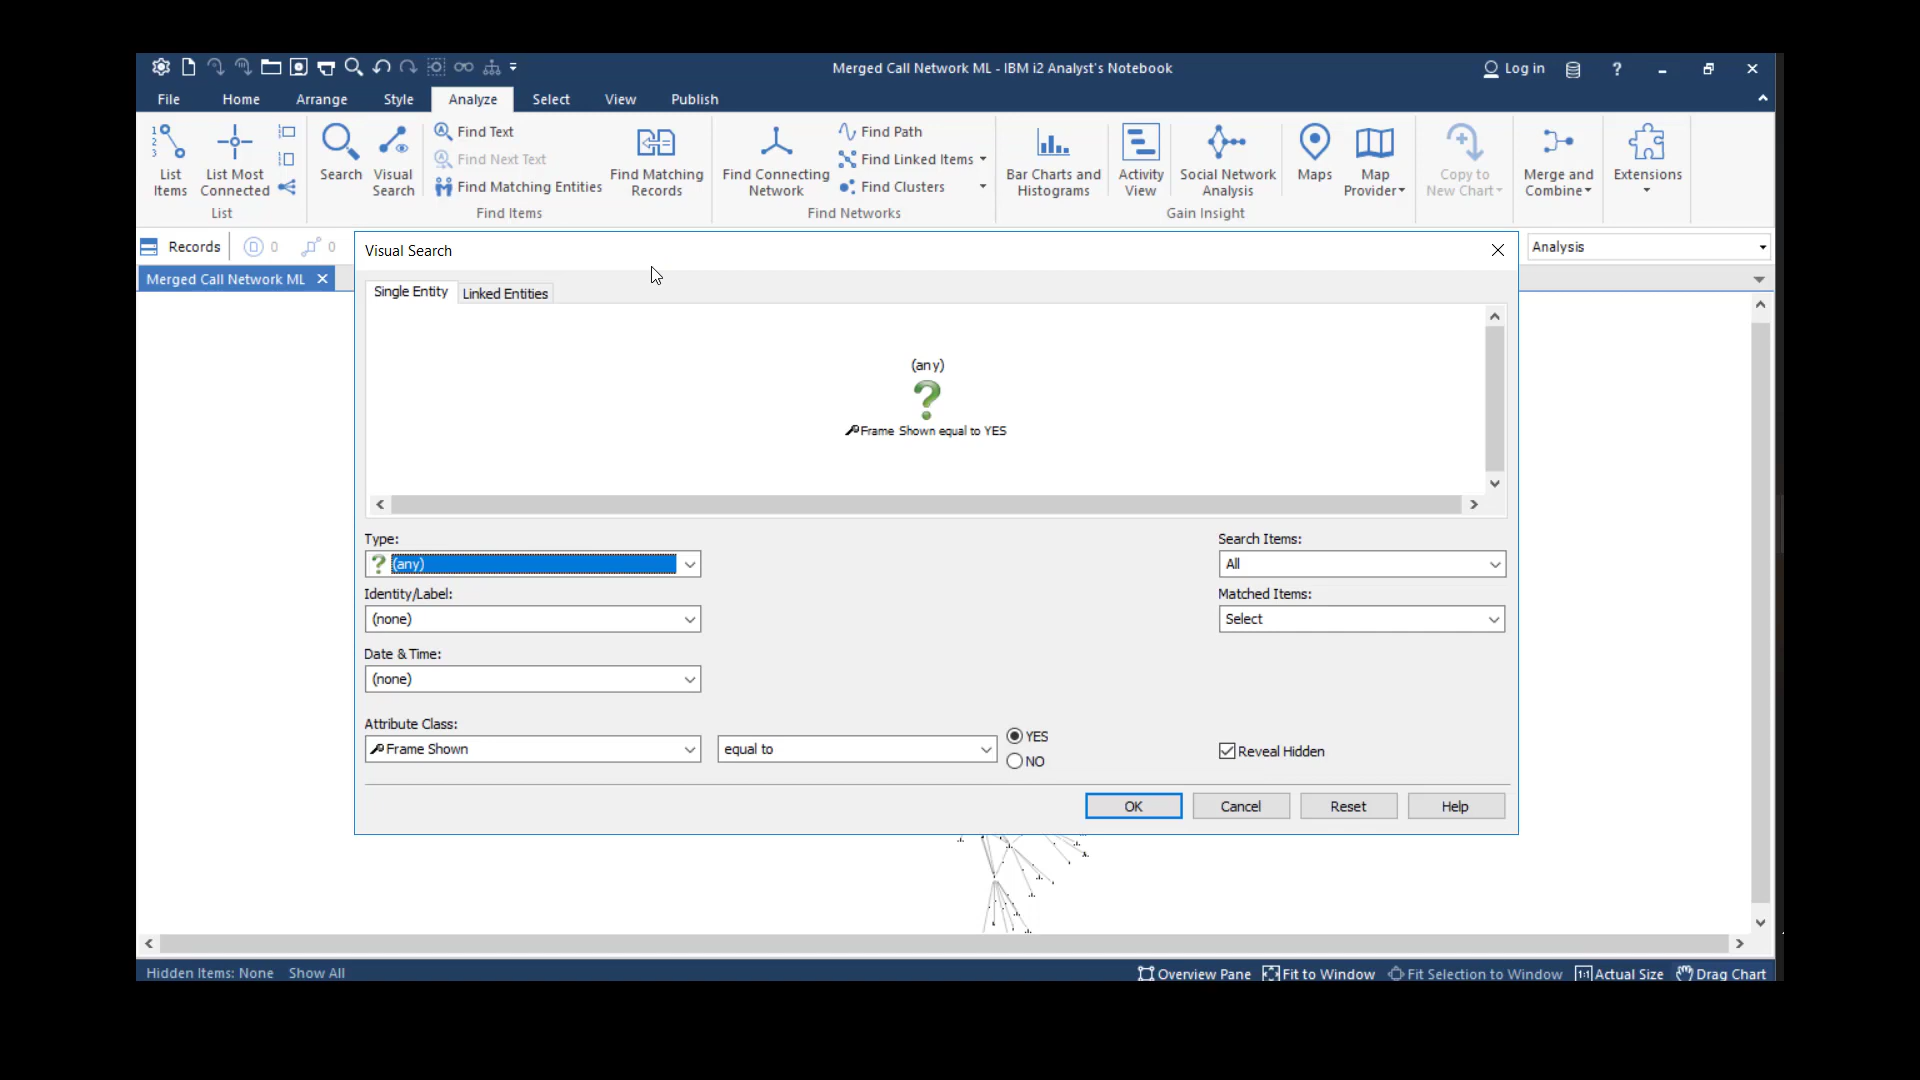 Merged Call Network ML - IBM i2 Analyst's Notebook
Log in
?
File Home Arrange Style Analyze Select View Publish
List Items
List Most Connected
List
Search
Visual Search
Find Text
Find Next Text
Find Matching Entities
Find Matching Records
Find Items
Find Connecting Network
Find Path
Find Linked Items
Find Clusters
Find Networks
Bar Charts and Histograms
Activity View
Social Network Analysis
Maps
Map Provider
Gain Insight
Copy to New Chart
Merge and Combine
Extensions
Records
0
0
Analysis
Merged Call Network ML
Visual Search
Single Entity
Linked Entities
(any)
?
Frame Shown equal to YES
Type:
? (any)
Search Items:
All
Identity/Label:
(none)
Matched Items:
Select
Date & Time:
(none)
Attribute Class:
Frame Shown
equal to
YES
NO
Reveal Hidden
OK
Cancel
Reset
Help
Hidden Items: None
Show All
Overview Pane
Fit to Window
Fit Selection to Window
1:1 Actual Size
Drag Chart